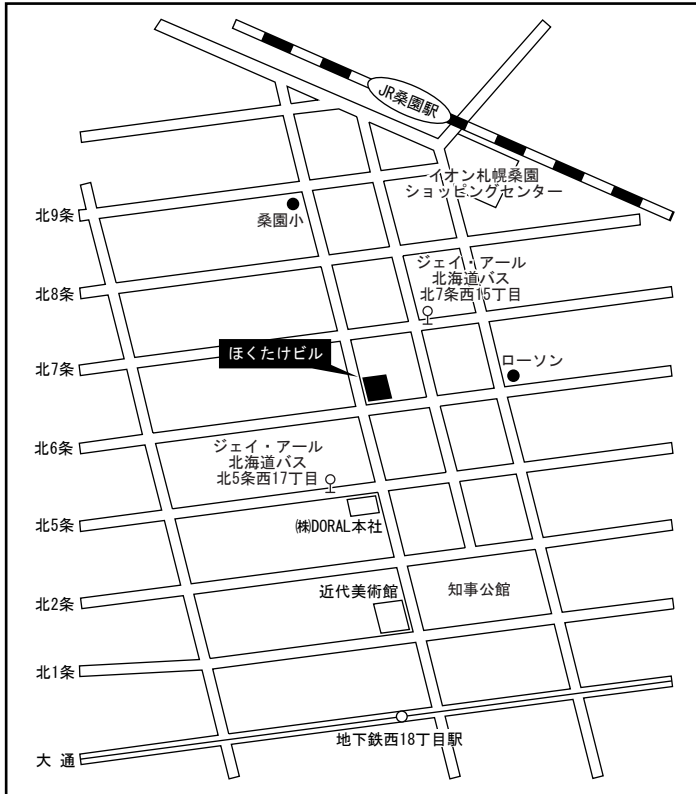 JR桑園駅
イオン札幌桑園
ショッピングセンター
北9条
桑園小
ジェイ・アール
北海道バス
北7条西15丁目
北8条
ほくたけビル
ローソン
北7条
北6条
ジェイ・アール
北海道バス
北5条西17丁目
北5条
㈱DORAL本社
近代美術館
知事公館
北2条
北1条
地下鉄西18丁目駅
大 通